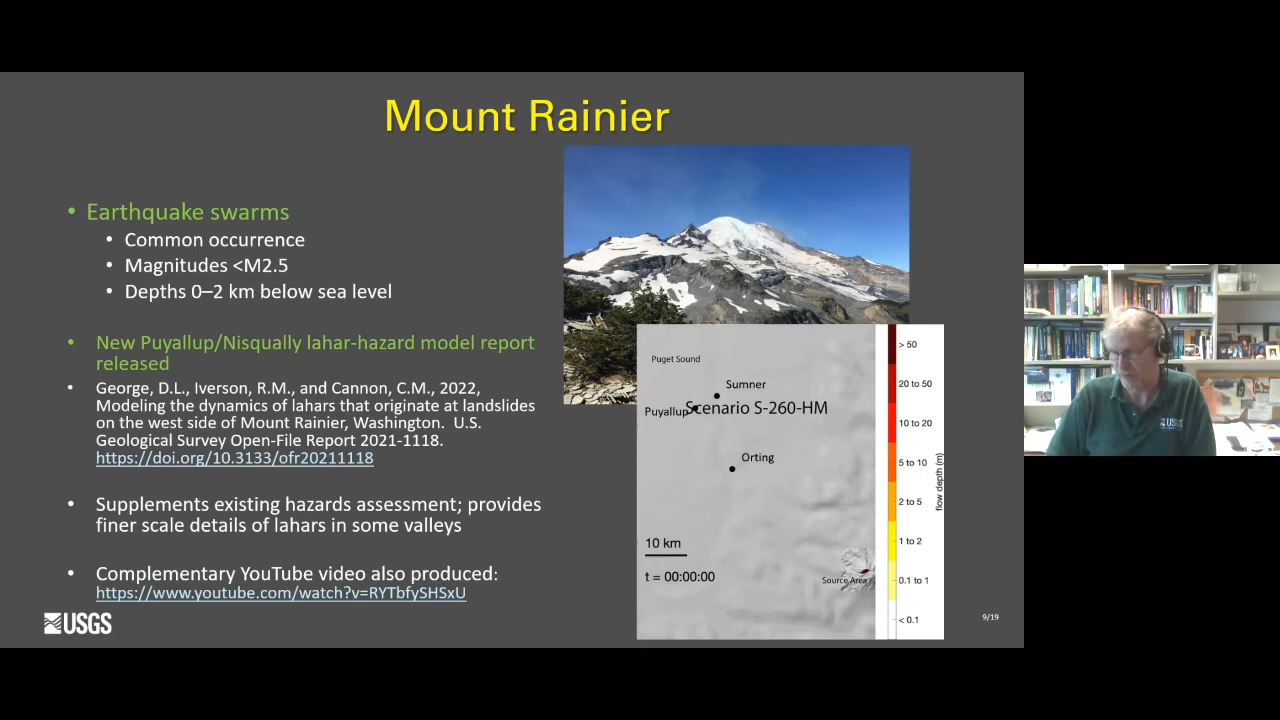 Mount Rainier
• Earthquake swarms
• Common occurrence
• Magnitudes <M2.5
• Depths 0–2 km below sea level
• New Puyallup/Nisqually lahar-hazard model report
released
• George, D.L., Iverson, R.M., and Cannon, C.M., 2022,
Modeling the dynamics of lahars that originate at landslides
on the west side of Mount Rainier, Washington. U.S.
Geological Survey Open-File Report 2021-1118.
https://doi.org/10.3133/ofr20211118
• Supplements existing hazards assessment; provides
finer scale details of lahars in some valleys
• Complementary YouTube video also produced:
https://www.youtube.com/watch?v=RYTbfySHSxU
USGS
Puget Sound
Sumner
Puyallup
Scenario S-260-HM
Orting
10 km
t = 00:00:00
Source Area
> 50
20 to 50
10 to 20
5 to 10
2 to 5
1 to 2
0.1 to 1
< 0.1
flow depth (m)
9/19
USGS